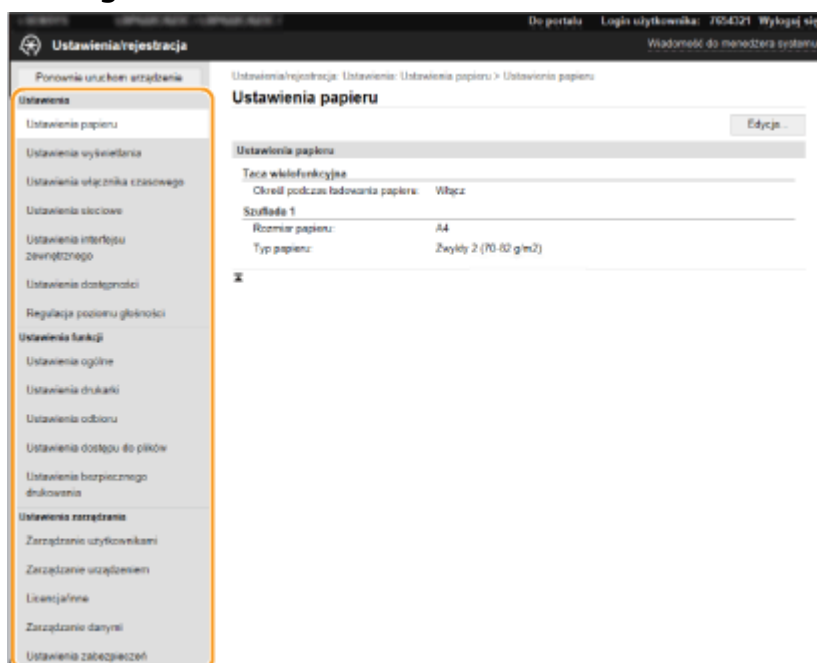 Do portalu Login użytkownika: 7654321 Wyloguj się
Ustawienia/rejestracja
Wiadomość do menedżera systemu
Ponownie uruchom urządzenie
Ustawienia/rejestracja: Ustawienia: Ustawienia papieru > Ustawienia papieru
Ustawienia papieru
Edycja...
Ustawienia
Ustawienia papieru
Ustawienia wyświetlania
Ustawienia włącznika czasowego
Ustawienia sieciowe
Ustawienia interfejsu
zewnętrznego
Ustawienia dostępności
Regulacja poziomu głośności
Ustawienia funkcji
Ustawienia ogólne
Ustawienia drukarki
Ustawienia odbioru
Ustawienia dostępu do plików
Ustawienia bezpiecznego
drukowania
Ustawienia zarządzania
Zarządzanie użytkownikami
Zarządzanie urządzeniem
Licencja/Inne
Zarządzanie danymi
Ustawienia zabezpieczeń
Ustawienia papieru
Taca wielofunkcyjna
Określ podczas ładowania papieru: Włącz
Szuflada 1
Rozmiar papieru: A4
Typ papieru: Zwykły 2 (70-82 g/m2)